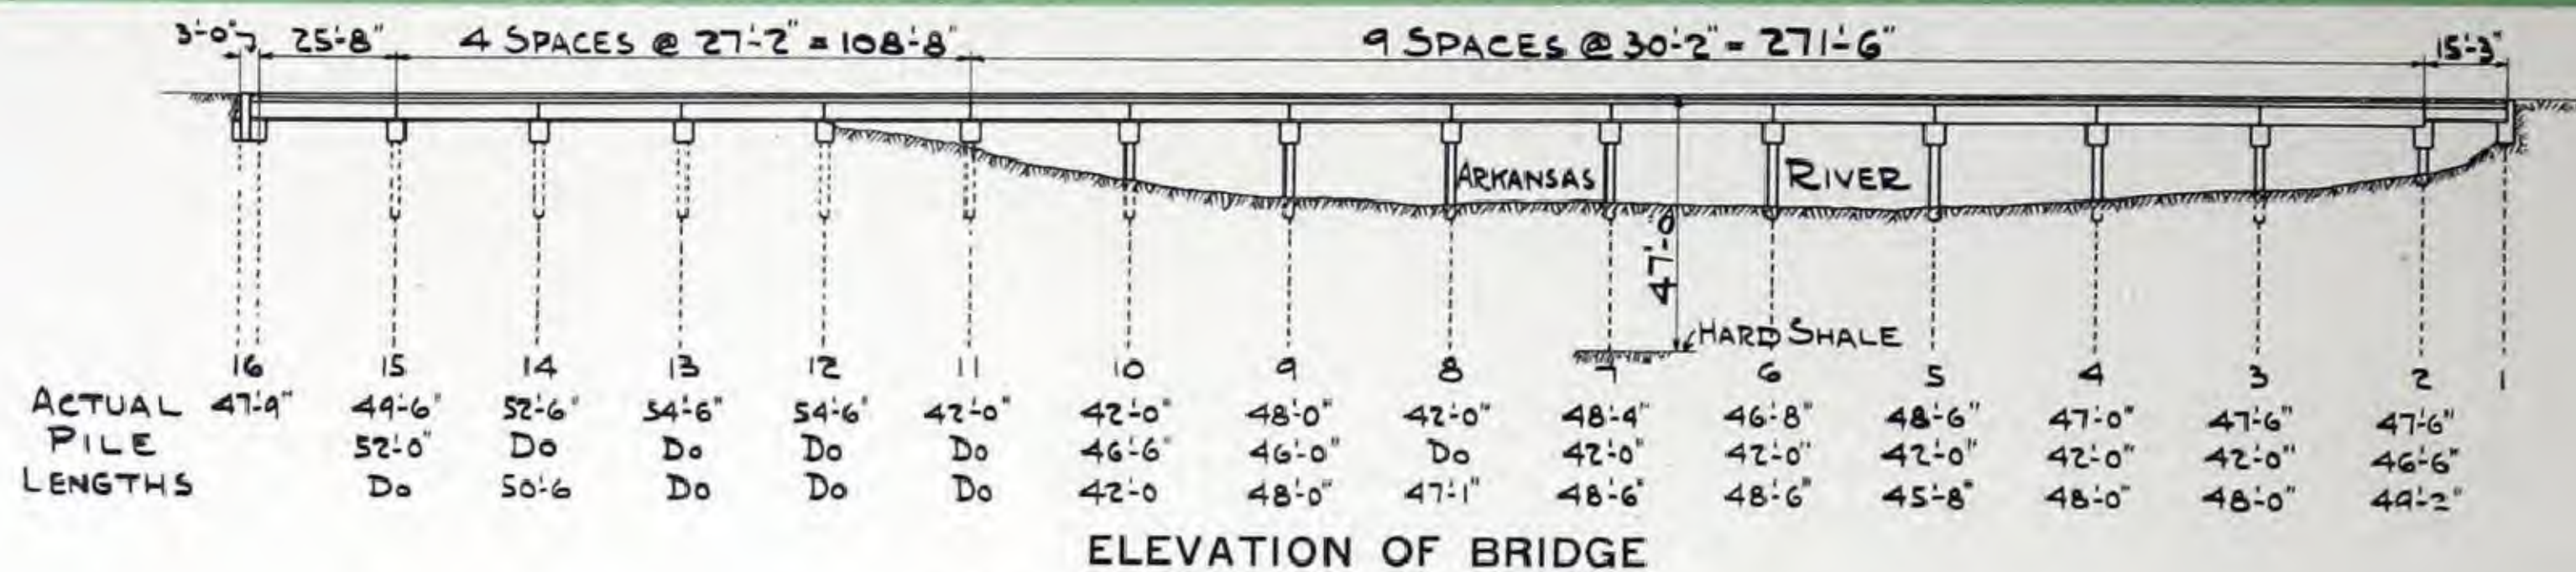 3'-0" 25'-8" 4 SPACES @ 27'-2" = 108'-8" 9 SPACES @ 30'-2" = 271'-6" 15'-3"
ARKANSAS RIVER
47'-0"
HARD SHALE
16 15 14 13 12 11 10 9 8 7 6 5 4 3 2 1
ACTUAL 47'-9" 49'-6" 52'-6" 54'-6" 54'-6" 42'-0" 42'-0" 48'-0" 42'-0" 48'-4" 46'-8" 48'-6" 47'-0" 47'-6" 47'-6"
PILE 52'-0" Do Do Do Do 46'-6" 46'-0" Do 42'-0" 42'-0" 42'-0" 42'-0" 42'-0" 46'-6"
LENGTHS Do 50'-6 Do Do Do 42'-0 48'-0" 47'-1" 48'-6" 48'-6" 45'-8" 48'-0" 48'-0" 49'-2"
ELEVATION OF BRIDGE